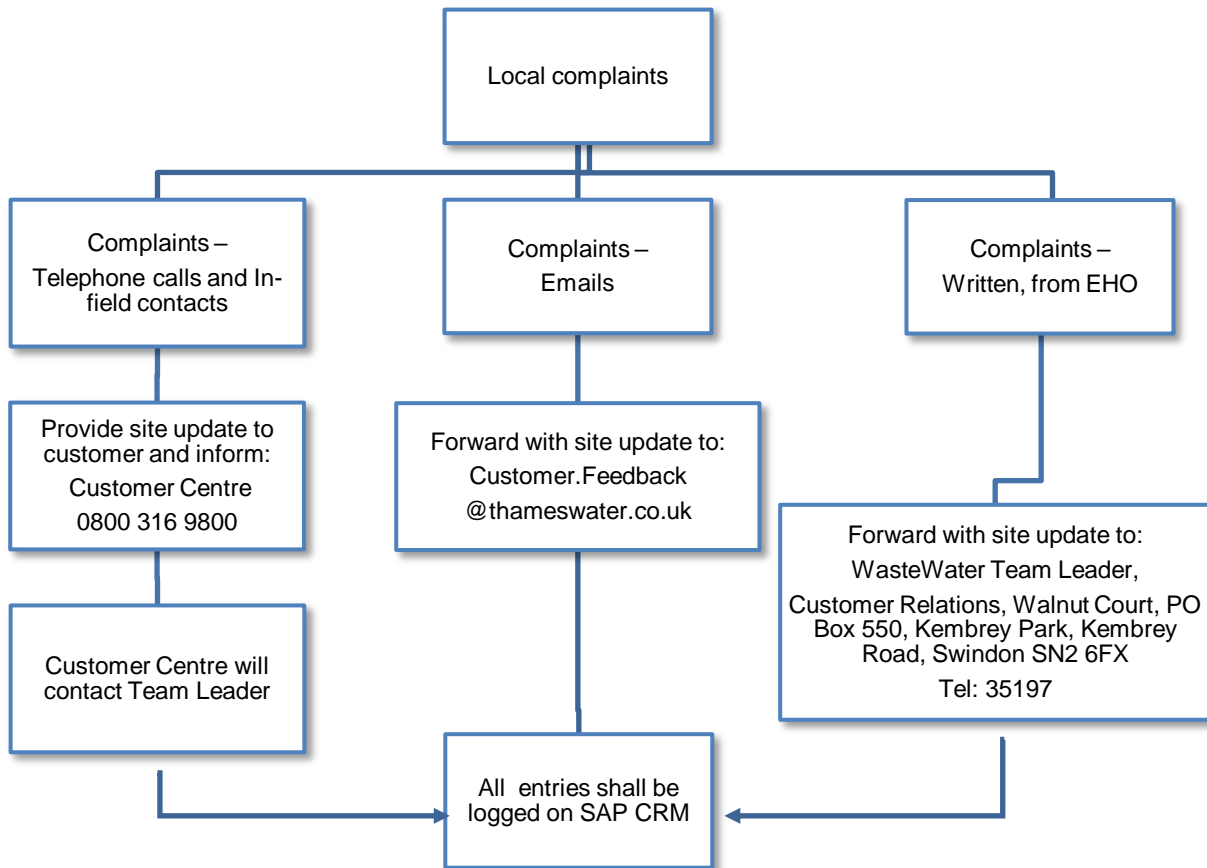 Local complaints
Complaints –
Telephone calls and In-
field contacts
Complaints –
Emails
Complaints –
Written, from EHO
Provide site update to
customer and inform:
Customer Centre
0800 316 9800
Forward with site update to:
Customer.Feedback
@thameswater.co.uk
Forward with site update to:
WasteWater Team Leader,
Customer Relations, Walnut Court, PO
Box 550, Kembrey Park, Kembrey
Road, Swindon SN2 6FX
Tel: 35197
Customer Centre will
contact Team Leader
All entries shall be
logged on SAP CRM